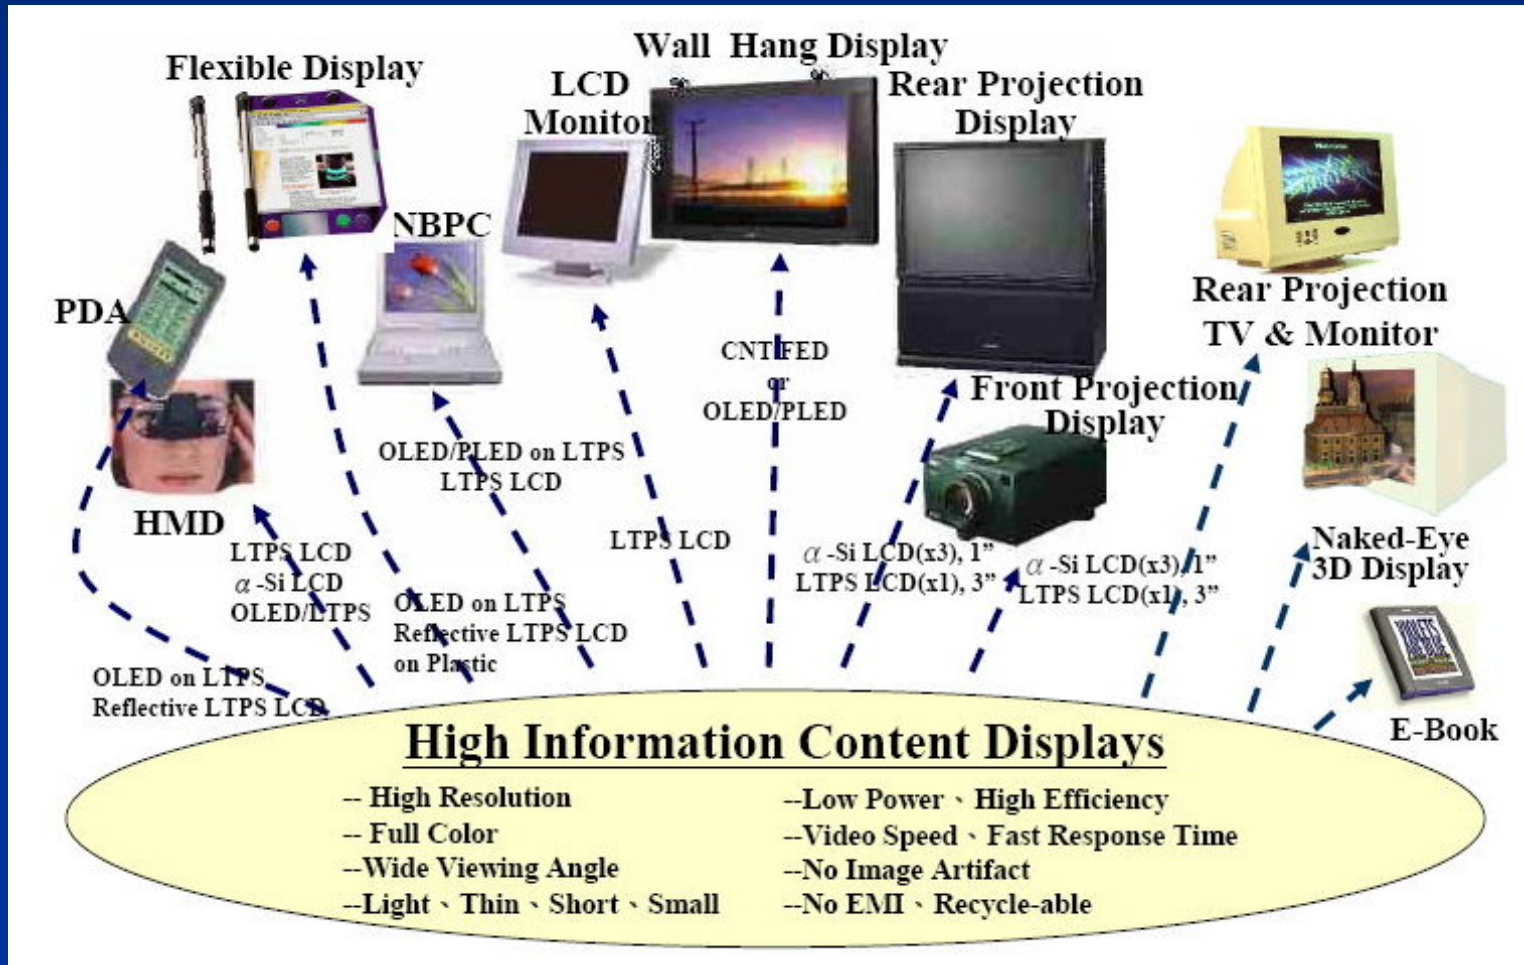 Wall Hang Display
Flexible Display
LCD
Monitor
Rear Projection
Display
NBPC
PDA
Rear Projection
TV & Monitor
CNT FED
or
OLED/PLED
Front Projection
Display
OLED/PLED on LTPS
LTPS LCD
HMD
LTPS LCD
α-Si LCD
OLED/LTPS
LTPS LCD
α-Si LCD(x3), 1”
LTPS LCD(x1), 3”
α-Si LCD(x3), 1”
LTPS LCD(x1), 3”
Naked-Eye
3D Display
OLED on LTPS
Reflective LTPS LCD
on Plastic
OLED on LTPS
Reflective LTPS LCD
E-Book
High Information Content Displays
-- High Resolution
-- Full Color
--Wide Viewing Angle
--Light、Thin、Short、Small
--Low Power、High Efficiency
--Video Speed、Fast Response Time
--No Image Artifact
--No EMI、Recycle-able